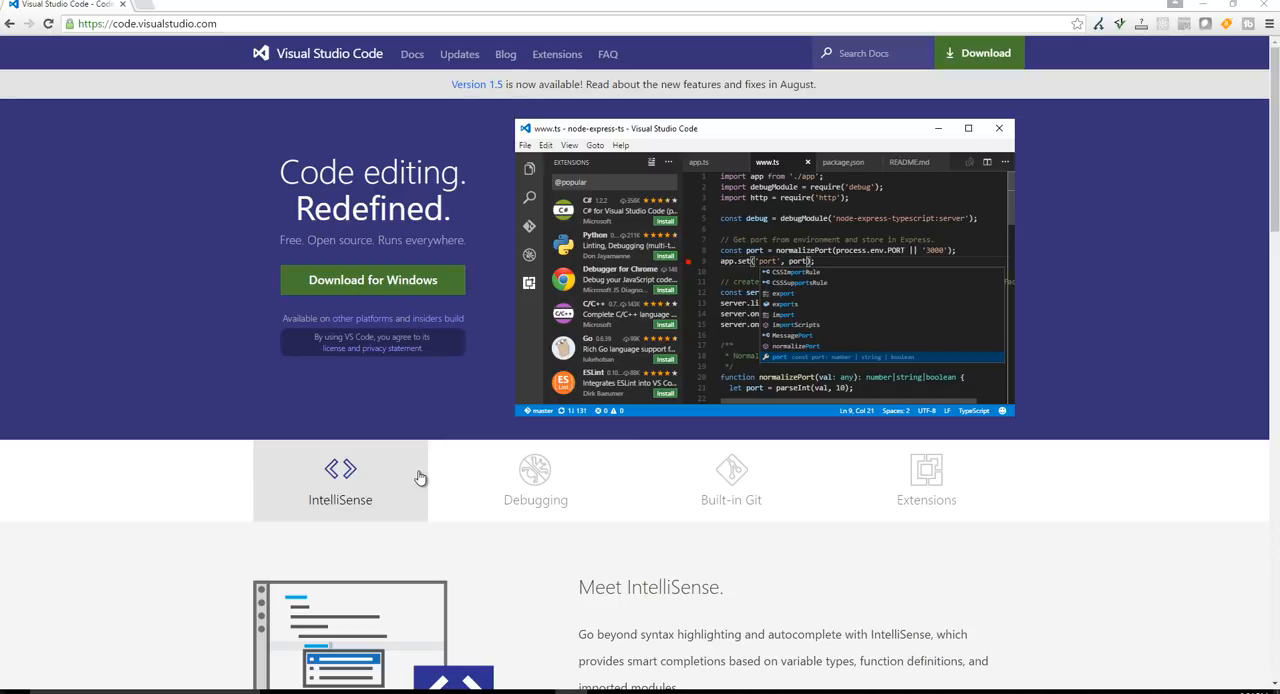 Visual Studio Code - Cod
https://code.visualstudio.com
Visual Studio Code
Docs
Updates
Blog
Extensions
FAQ
Search Docs
Download
Version 1.5 is now available! Read about the new features and fixes in August.
Code editing.
Redefined.
Free. Open source. Runs everywhere.
Download for Windows
Available on other platforms and insiders build
By using VS Code, you agree to its
license and privacy statement.
www.ts - node-express-ts - Visual Studio Code
File Edit View Goto Help
EXTENSIONS
@popular
C# 1.2.2 356K
C# for Visual Studio Code (p...
Microsoft Install
Python 0.... 211K
Linting, Debugging (multi-t...
Don Jayamanne Install
Debugger for Chrome 148
Debug your JavaScript code...
Microsoft JS Diagno... Install
C/C++ 0.7... 143K
Complete C/C++ language...
Microsoft Install
Go 0.6.39 99K
Rich Go language support f...
lukehoban Install
ESLint 0.10... 88K
Integrates ESLint into VS Co...
Dirk Baeumer Install
app.ts www.ts package.json README.md
1 import app from './app';
2 import debugModule = require('debug');
3 import http = require('http');
4
5 const debug = debugModule('node-express-typescript:server');
6
7 // Get port from environment and store in Express.
8 const port = normalizePort(process.env.PORT || '3000');
9 app.set('port', port);
10
11 // create
12 const ser
13 server.li
14 server.on
15 server.on
16
17 /**
18 * Normal
19 */
20 function normalizePort(val: any): number|string|boolean {
21 let port = parseInt(val, 10);
22
CSSImportRule
CSSSupportsRule
export
exports
import
importScripts
MessagePort
normalizePort
port const port: number | string | boolean
master 1↓ 13↑ 0 0
Ln 9, Col 21 Spaces: 2 UTF-8 LF TypeScript
IntelliSense
Debugging
Built-in Git
Extensions
Meet IntelliSense.
Go beyond syntax highlighting and autocomplete with IntelliSense, which
provides smart completions based on variable types, function definitions, and
imported modules.